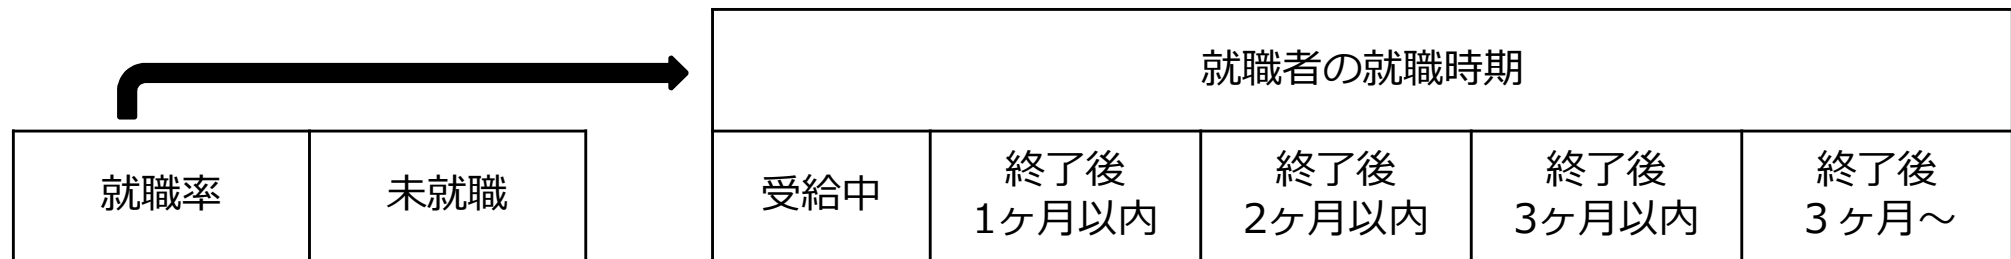 就職者の就職時期
就職率
未就職
受給中
終了後
1ヶ月以内
終了後
2ヶ月以内
終了後
3ヶ月以内
終了後
３ヶ月～